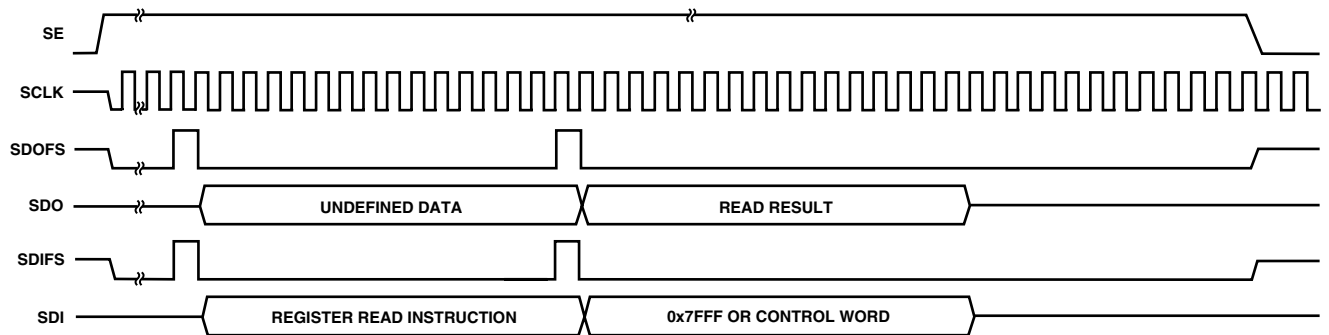 SE
SCLK
SDOFS
SDO
UNDEFINED DATA
READ RESULT
SDIFS
SDI
REGISTER READ INSTRUCTION
0x7FFF OR CONTROL WORD